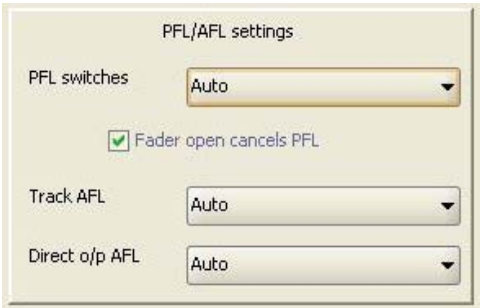 PFL/AFL settings
PFL switches Auto
Fader open cancels PFL
Track AFL Auto
Direct o/p AFL Auto